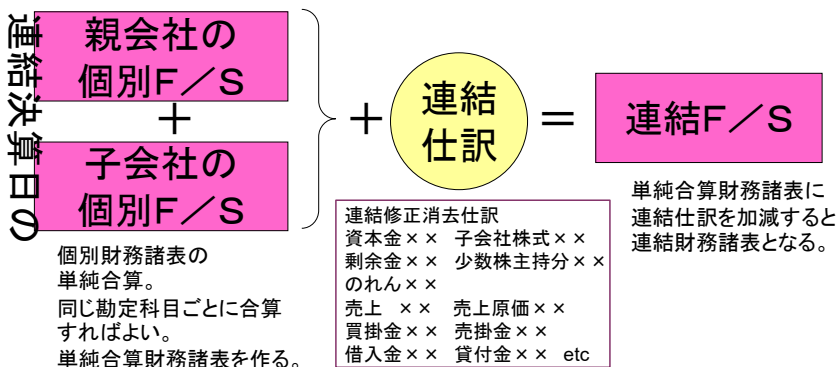 連結決算日の
親会社の
個別F／S
＋
子会社の
個別F／S
＋
連結
仕訳
＝
連結F／S
個別財務諸表の
単純合算。
同じ勘定科目ごとに合算
すればよい。
単純合算財務諸表を作る。
連結修正消去仕訳
資本金××　子会社株式××
剰余金××　少数株主持分××
のれん××
売上　××　売上原価××
買掛金××　売掛金××
借入金××　貸付金××　etc
単純合算財務諸表に
連結仕訳を加減すると
連結財務諸表となる。